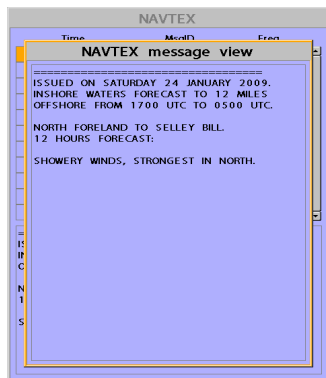 NAVTEX
Time MsgID Freq
NAVTEX message view
==================================
ISSUED ON SATURDAY 24 JANUARY 2009.
INSHORE WATERS FORECAST TO 12 MILES
OFFSHORE FROM 1700 UTC TO 0500 UTC.
NORTH FORELAND TO SELLEY BILL.
12 HOURS FORECAST:
SHOWERY WINDS, STRONGEST IN NORTH.